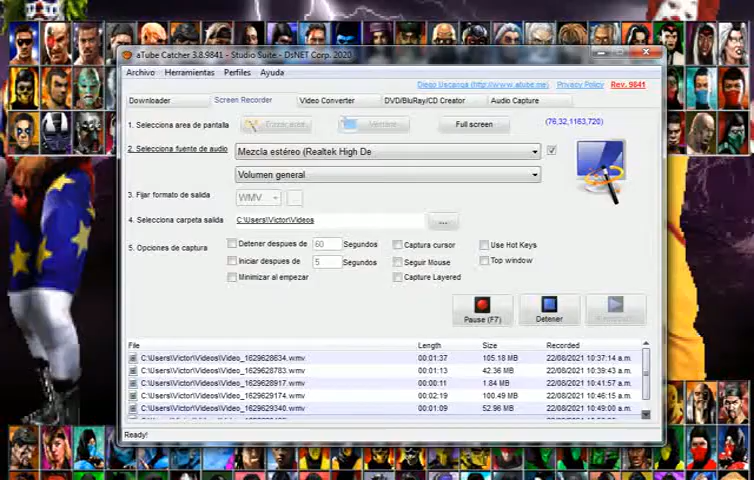 aTube Catcher 3.8.9841 - Studio Suite - DsNET Corp. 2020
Archivo Herramientas Perfiles Ayuda
Diego Uscanga (http://www.atube.me) Privacy Policy Rev. 9841
Downloader Screen Recorder Video Converter DVD/BluRay/CD Creator Audio Capture
1. Selecciona area de pantalla Full screen (76,32,1163,720)
2. Selecciona fuente de audio Mezcla estéreo (Realtek High De
Volumen general
3. Fijar formato de salida WMV
4. Selecciona carpeta salida C:\Users\Victor\Videos ...
5. Opciones de captura Detener despues de 60 Segundos Captura cursor Use Hot Keys
Iniciar despues de 5 Segundos Seguir Mouse Top window
Minimizar al empezar Capture Layered
Pause (F7) Detener
File Length Size Recorded
C:\Users\Victor\Videos\Video_1629628634.wmv 00:01:37 105.18 MB 22/08/2021 10:37:14 a.m.
C:\Users\Victor\Videos\Video_1629628783.wmv 00:01:13 42.36 MB 22/08/2021 10:39:43 a.m.
C:\Users\Victor\Videos\Video_1629628917.wmv 00:00:11 1.84 MB 22/08/2021 10:41:57 a.m.
C:\Users\Victor\Videos\Video_1629629174.wmv 00:02:19 100.49 MB 22/08/2021 10:46:15 a.m.
C:\Users\Victor\Videos\Video_1629629340.wmv 00:01:09 52.96 MB 22/08/2021 10:49:00 a.m.
Ready!